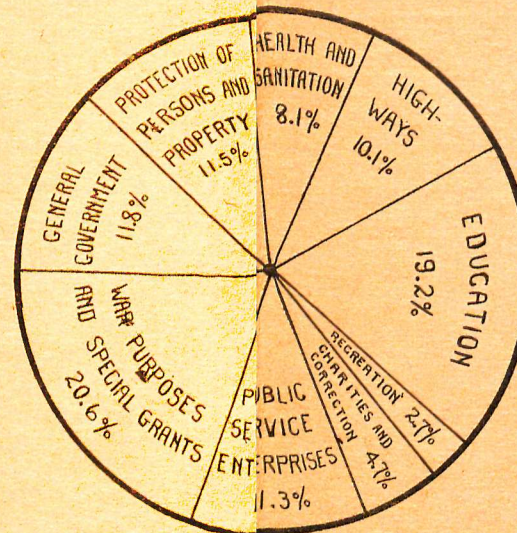 HEALTH AND
SANITATION
8.1%
HIGH-
WAYS
10.1%
EDUCATION
19.2%
RECREATION 2.7%
CHARITIES AND
CORRECTION 4.7%
PUBLIC
SERVICE
ENTERPRISES
11.3%
WAR PURPOSES
AND SPECIAL GRANTS
20.6%
GENERAL
GOVERNMENT
11.8%
PROTECTION OF
PERSONS AND
PROPERTY
11.5%